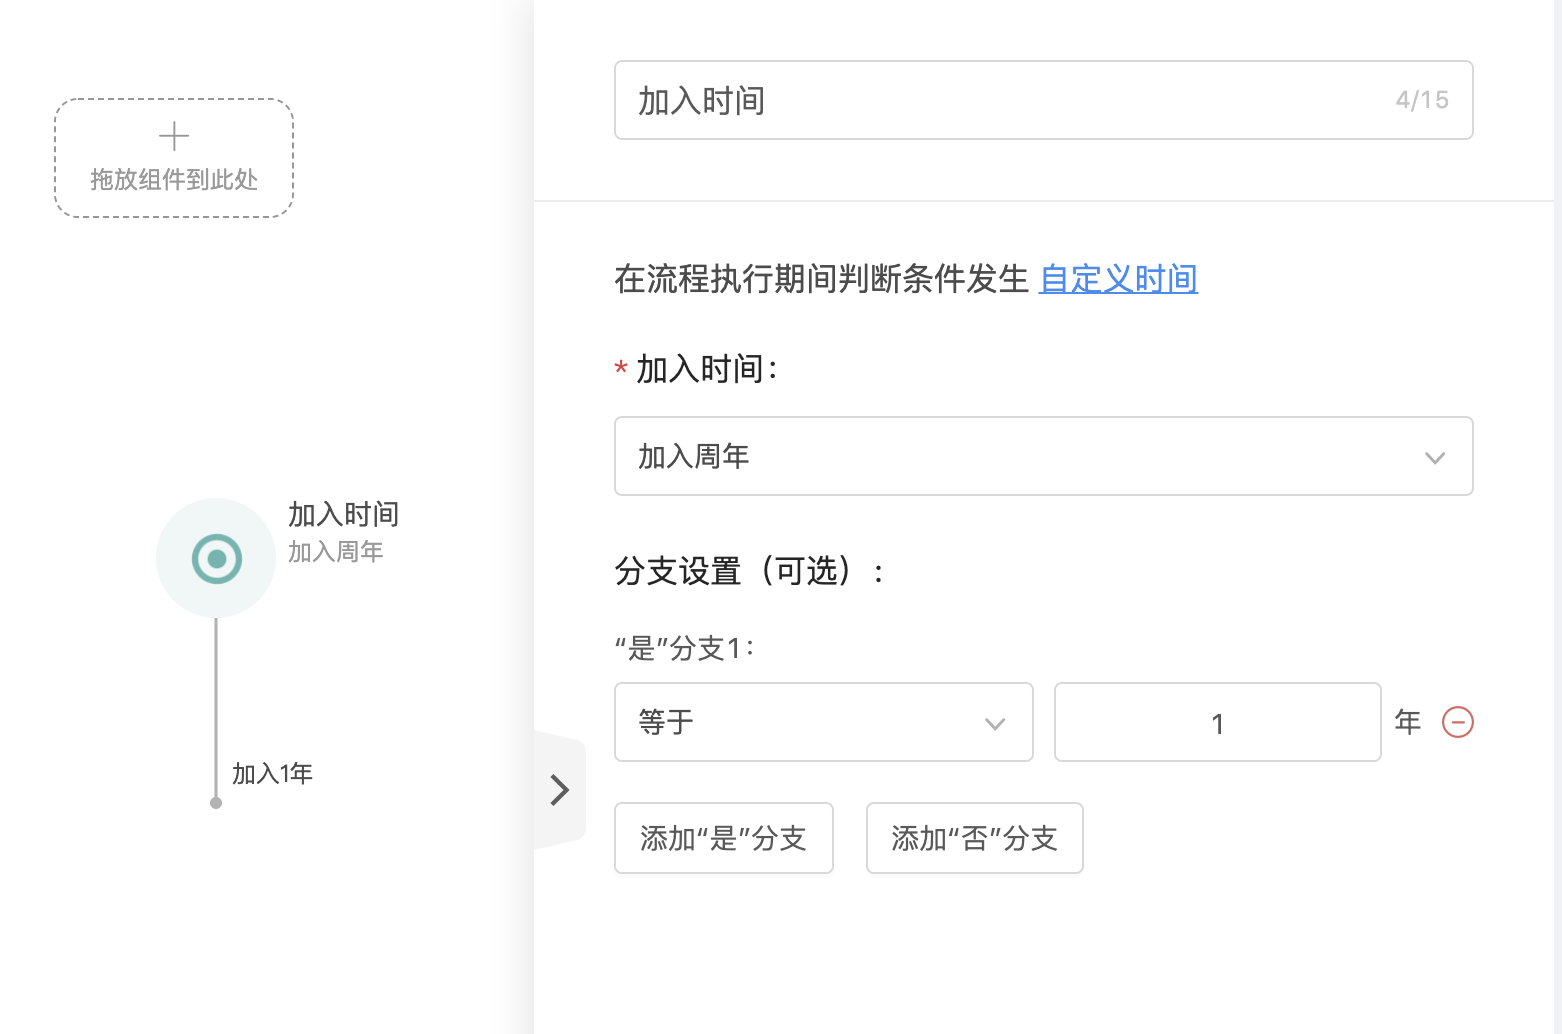 拖放组件到此处
加入时间
加入周年
加入1年
加入时间
4/15
在流程执行期间判断条件发生 自定义时间
* 加入时间：
加入周年
分支设置（可选）：
“是”分支1：
等于
1
年
添加“是”分支
添加“否”分支